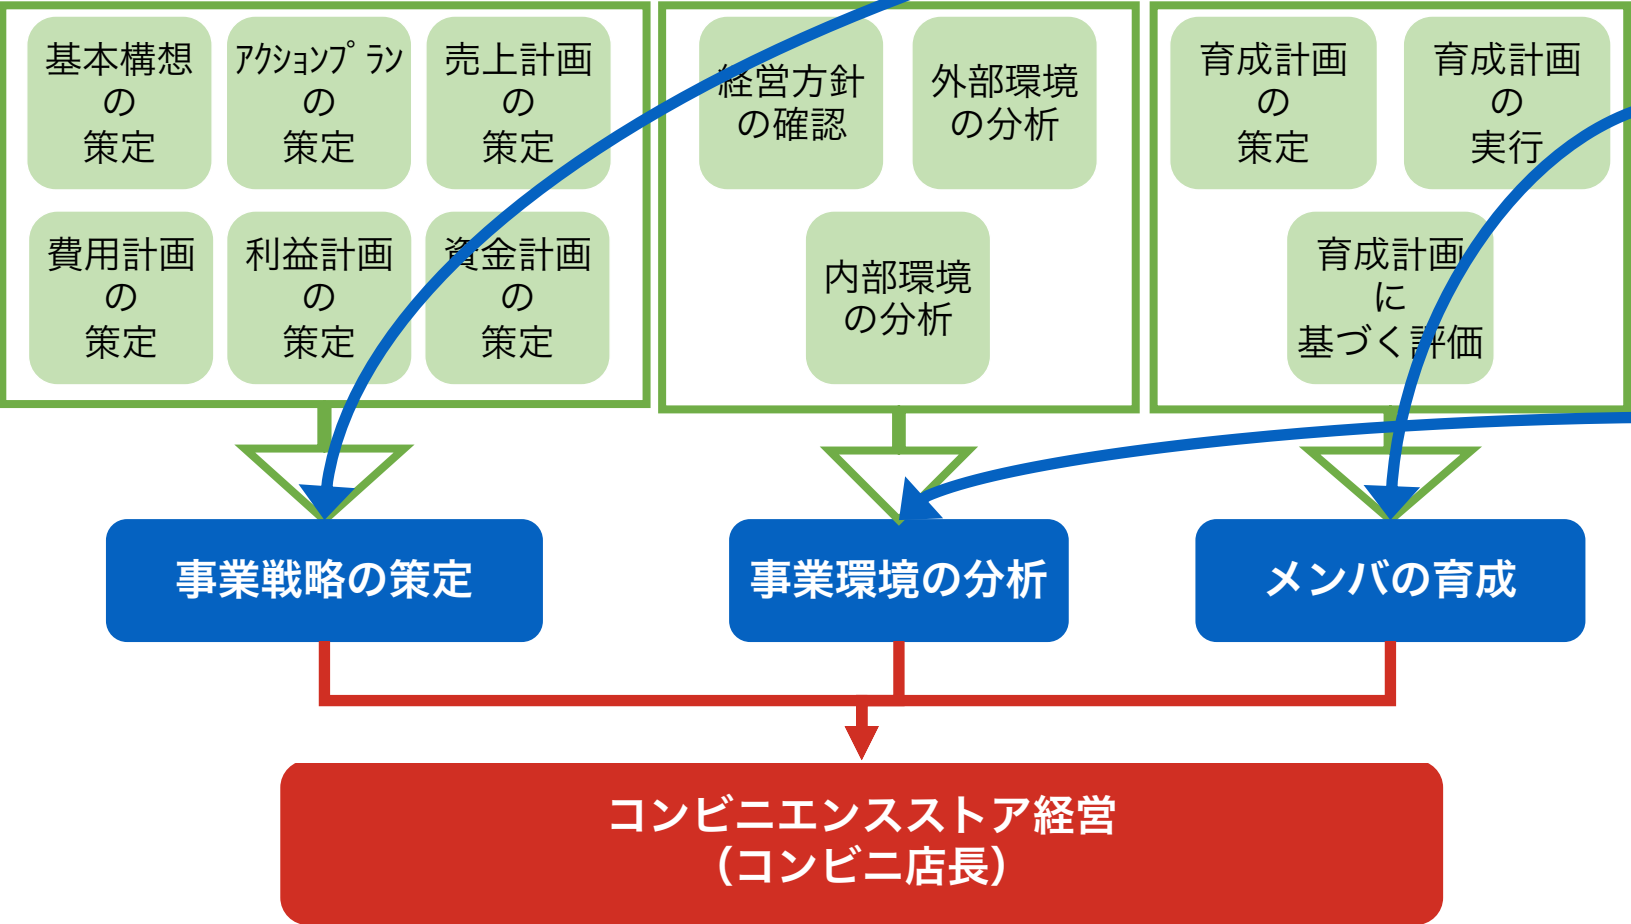 基本構想
の
策定
ｱｸｼｮﾝﾌﾟﾗﾝ
の
策定
売上計画
の
策定
費用計画
の
策定
利益計画
の
策定
資金計画
の
策定
経営方針
の確認
外部環境
の分析
内部環境
の分析
育成計画
の
策定
育成計画
の
実行
育成計画
に
基づく評価
事業戦略の策定
事業環境の分析
メンバの育成
コンビニエンスストア経営
（コンビニ店長）